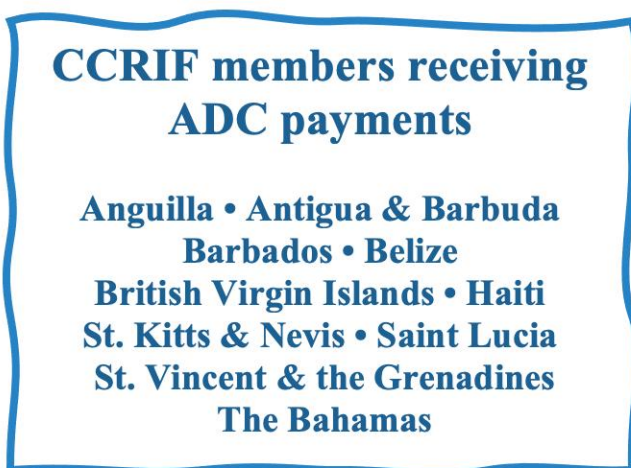 CCRIF members receiving
ADC payments
Anguilla • Antigua & Barbuda
Barbados • Belize
British Virgin Islands • Haiti
St. Kitts & Nevis • Saint Lucia
St. Vincent & the Grenadines
The Bahamas